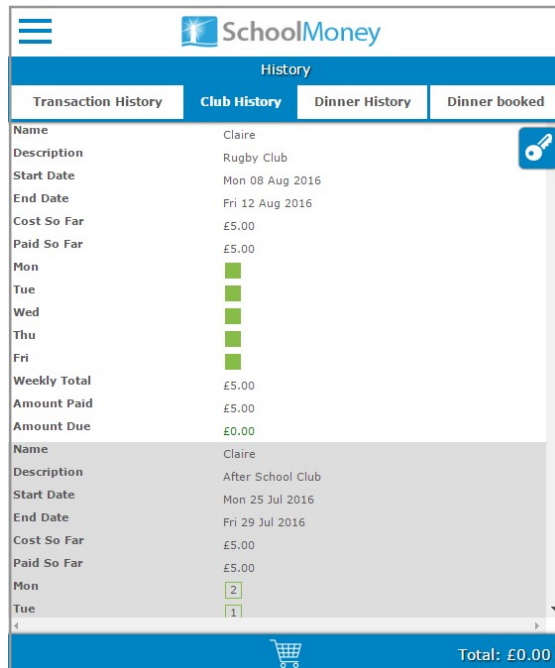 SchoolMoney
History
Transaction History Club History Dinner History Dinner booked
Name Claire
Description Rugby Club
Start Date Mon 08 Aug 2016
End Date Fri 12 Aug 2016
Cost So Far £5.00
Paid So Far £5.00
Mon
Tue
Wed
Thu
Fri
Weekly Total £5.00
Amount Paid £5.00
Amount Due £0.00
Name Claire
Description After School Club
Start Date Mon 25 Jul 2016
End Date Fri 29 Jul 2016
Cost So Far £5.00
Paid So Far £5.00
Mon 2
Tue 1
Total: £0.00